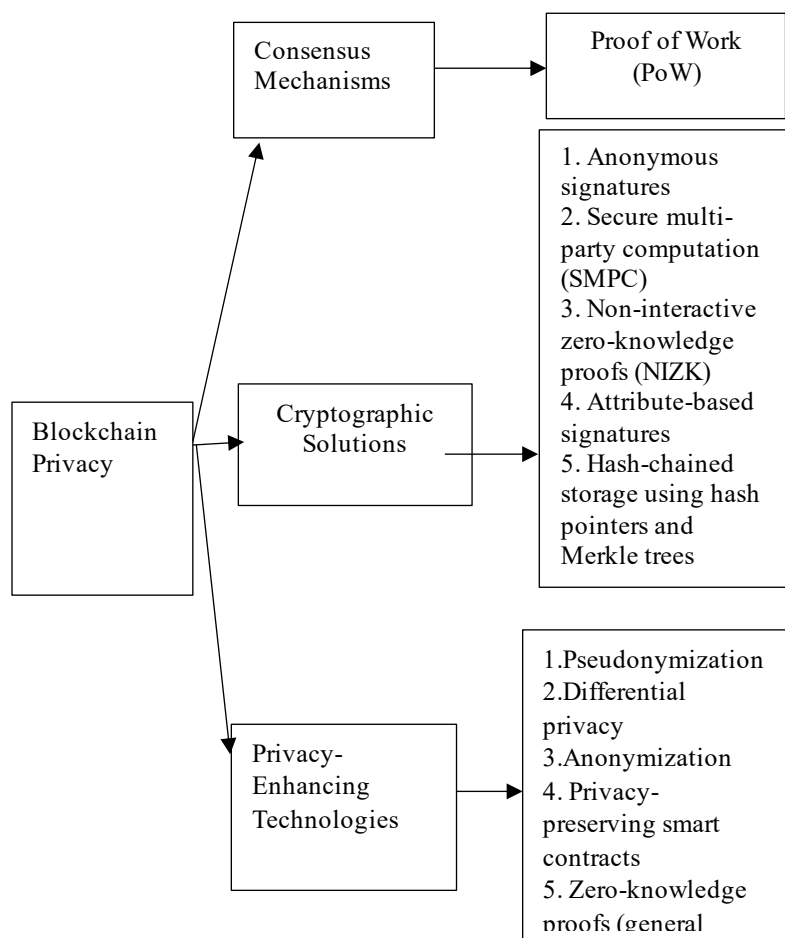 Consensus
Mechanisms
Proof of Work
(PoW)
1. Anonymous
signatures
2. Secure multi-
party computation
(SMPC)
3. Non-interactive
zero-knowledge
proofs (NIZK)
4. Attribute-based
signatures
5. Hash-chained
storage using hash
pointers and
Merkle trees
Blockchain
Privacy
Cryptographic
Solutions
Privacy-
Enhancing
Technologies
1.Pseudonymization
2.Differential
privacy
3.Anonymization
4. Privacy-
preserving smart
contracts
5. Zero-knowledge
proofs (general